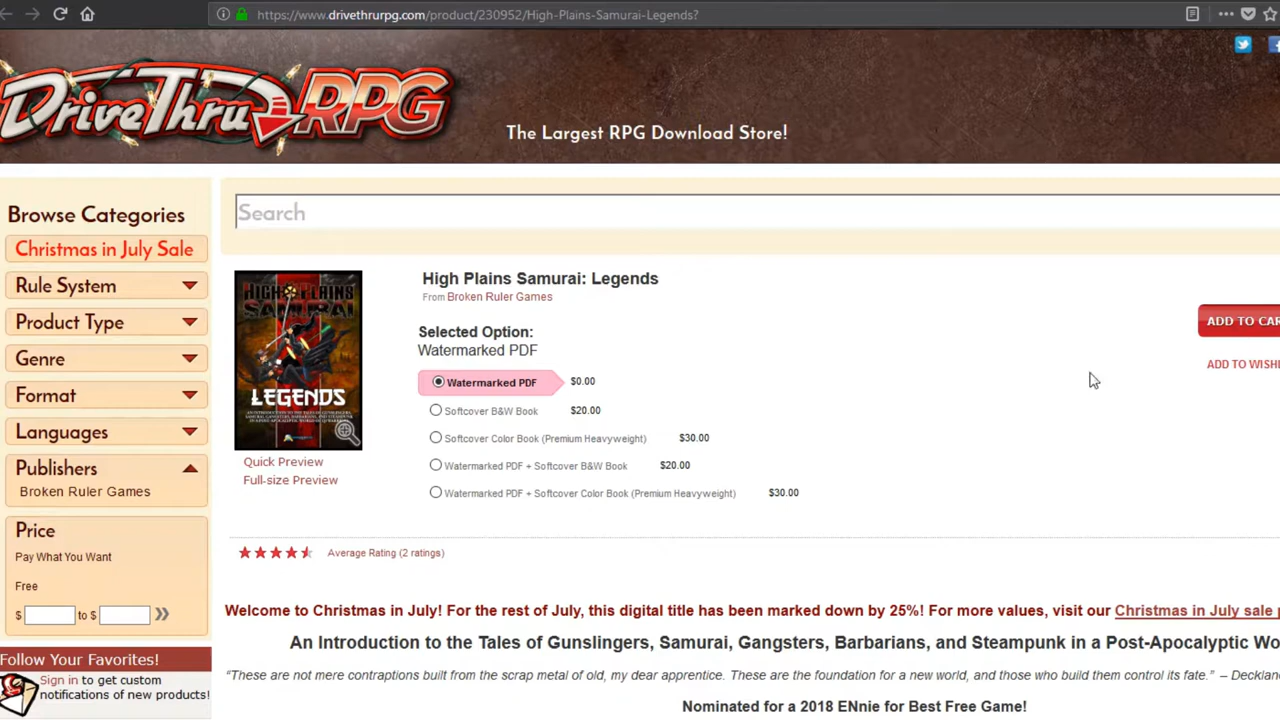 https://www.drivethrurpg.com/product/230952/High-Plains-Samurai-Legends?
DriveThru RPG
The Largest RPG Download Store!
Browse Categories
Christmas in July Sale
Rule System
Product Type
Genre
Format
Languages
Publishers
Broken Ruler Games
Price
Pay What You Want
Free
$ to $
Follow Your Favorites!
Sign in to get custom
notifications of new products!
Search
HIGH PLAINS
SAMURAI
LEGENDS
Quick Preview
Full-size Preview
High Plains Samurai: Legends
From Broken Ruler Games
Selected Option:
Watermarked PDF
Watermarked PDF $0.00
Softcover B&W Book $20.00
Softcover Color Book (Premium Heavyweight) $30.00
Watermarked PDF + Softcover B&W Book $20.00
Watermarked PDF + Softcover Color Book (Premium Heavyweight) $30.00
ADD TO CAR
ADD TO WISH
Average Rating (2 ratings)
Welcome to Christmas in July! For the rest of July, this digital title has been marked down by 25%! For more values, visit our Christmas in July sale
An Introduction to the Tales of Gunslingers, Samurai, Gangsters, Barbarians, and Steampunk in a Post-Apocalyptic Wo
“These are not mere contraptions built from the scrap metal of old, my dear apprentice. These are the foundation for a new world, and those who build them control its fate.” – Deckland
Nominated for a 2018 ENnie for Best Free Game!